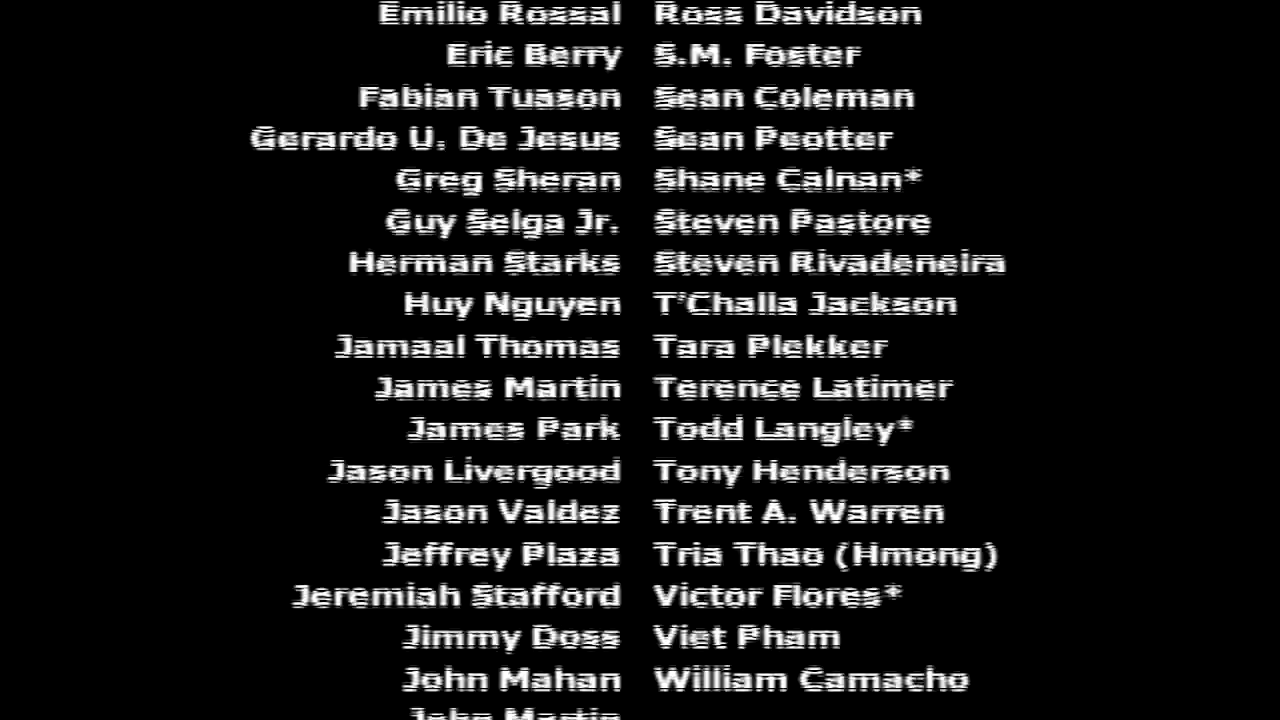 Emilio Rossal Ross Davidson
Eric Berry S.M. Foster
Fabian Tuason Sean Coleman
Gerardo U. De Jesus Sean Peotter
Greg Sheran Shane Calnan*
Guy Selga Jr. Steven Pastore
Herman Starks Steven Rivadeneira
Huy Nguyen T'Challa Jackson
Jamaal Thomas Tara Plekker
James Martin Terence Latimer
James Park Todd Langley*
Jason Livergood Tony Henderson
Jason Valdez Trent A. Warren
Jeffrey Plaza Tria Thao (Hmong)
Jeremiah Stafford Victor Flores*
Jimmy Doss Viet Pham
John Mahan William Camacho
John Martin